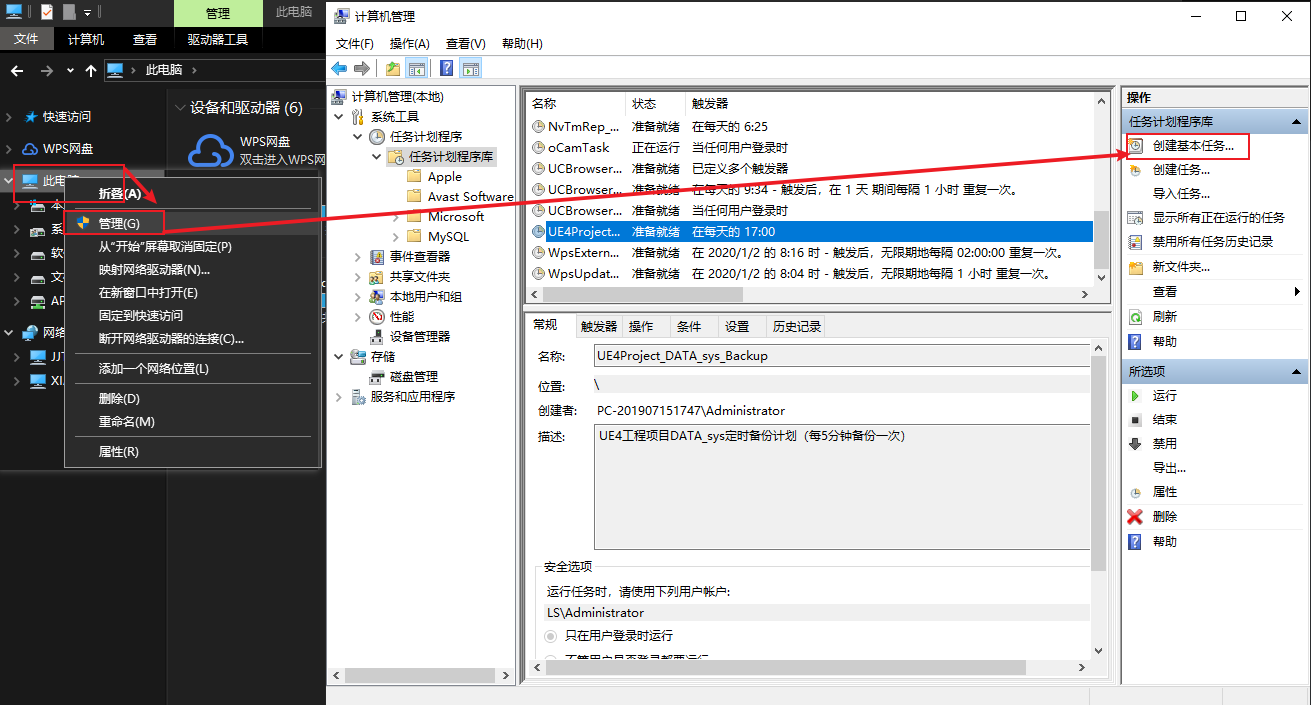 管理
此电脑
文件
计算机
查看
驱动器工具
此电脑
快速访问
WPS网盘
此电
本
系
软
文
AP
网络
JJT
XI
设备和驱动器 (6)
WPS网盘
双击进入WPS网
折叠(A)
管理(G)
从"开始"屏幕取消固定(P)
映射网络驱动器(N)...
在新窗口中打开(E)
固定到快速访问
断开网络驱动器的连接(C)...
添加一个网络位置(L)
删除(D)
重命名(M)
属性(R)
计算机管理
文件(F) 操作(A) 查看(V) 帮助(H)
计算机管理(本地)
系统工具
任务计划程序
任务计划程序库
Apple
Avast Software
Microsoft
MySQL
事件查看器
共享文件夹
本地用户和组
性能
设备管理器
存储
磁盘管理
服务和应用程序
名称 状态 触发器
NvTmRep_... 准备就绪 在每天的 6:25
oCamTask 正在运行 当任何用户登录时
UCBrowser... 准备就绪 已定义多个触发器
UCBrowser... 准备就绪 在每天的 9:34 - 触发后，在 1 天 期间每隔 1 小时 重复一次。
UCBrowser... 准备就绪 当任何用户登录时
UE4Project... 准备就绪 在每天的 17:00
WpsExtern... 准备就绪 在 2020/1/2 的 8:16 时 - 触发后，无限期地每隔 02:00:00 重复一次。
WpsUpdat... 准备就绪 在 2020/1/2 的 8:04 时 - 触发后，无限期地每隔 1 小时 重复一次。
常规 触发器 操作 条件 设置 历史记录
名称: UE4Project_DATA_sys_Backup
位置: \
创建者: PC-201907151747\Administrator
描述: UE4工程项目DATA_sys定时备份计划（每5分钟备份一次）
安全选项
运行任务时，请使用下列用户帐户:
LS\Administrator
只在用户登录时运行
不管用户是否登录都要运行
操作
任务计划程序库
创建基本任务...
创建任务...
导入任务...
显示所有正在运行的任务
禁用所有任务历史记录
新文件夹...
查看
刷新
帮助
所选项
运行
结束
禁用
导出...
属性
删除
帮助